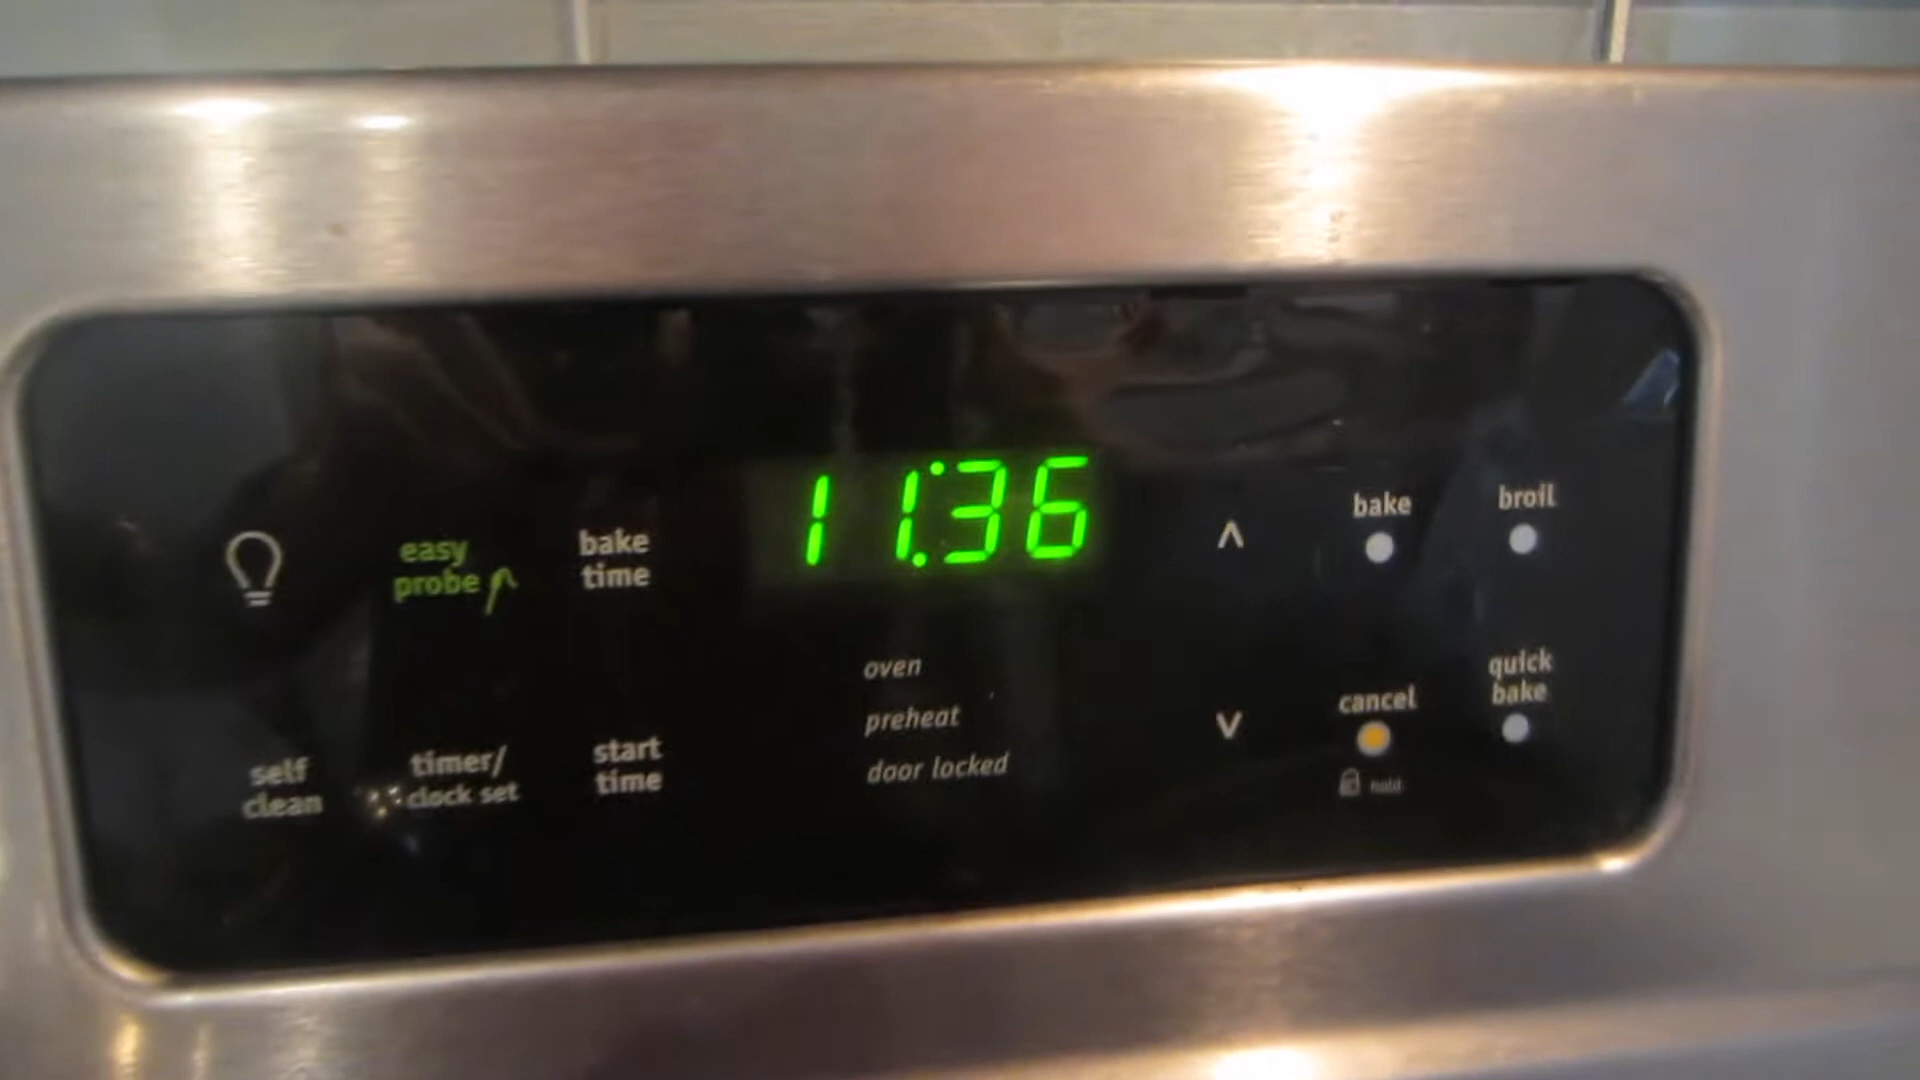 11:36
easy
probe
bake
time
bake
broil
oven
preheat
door locked
self
clean
timer/
clock set
start
time
cancel
hold
quick
bake